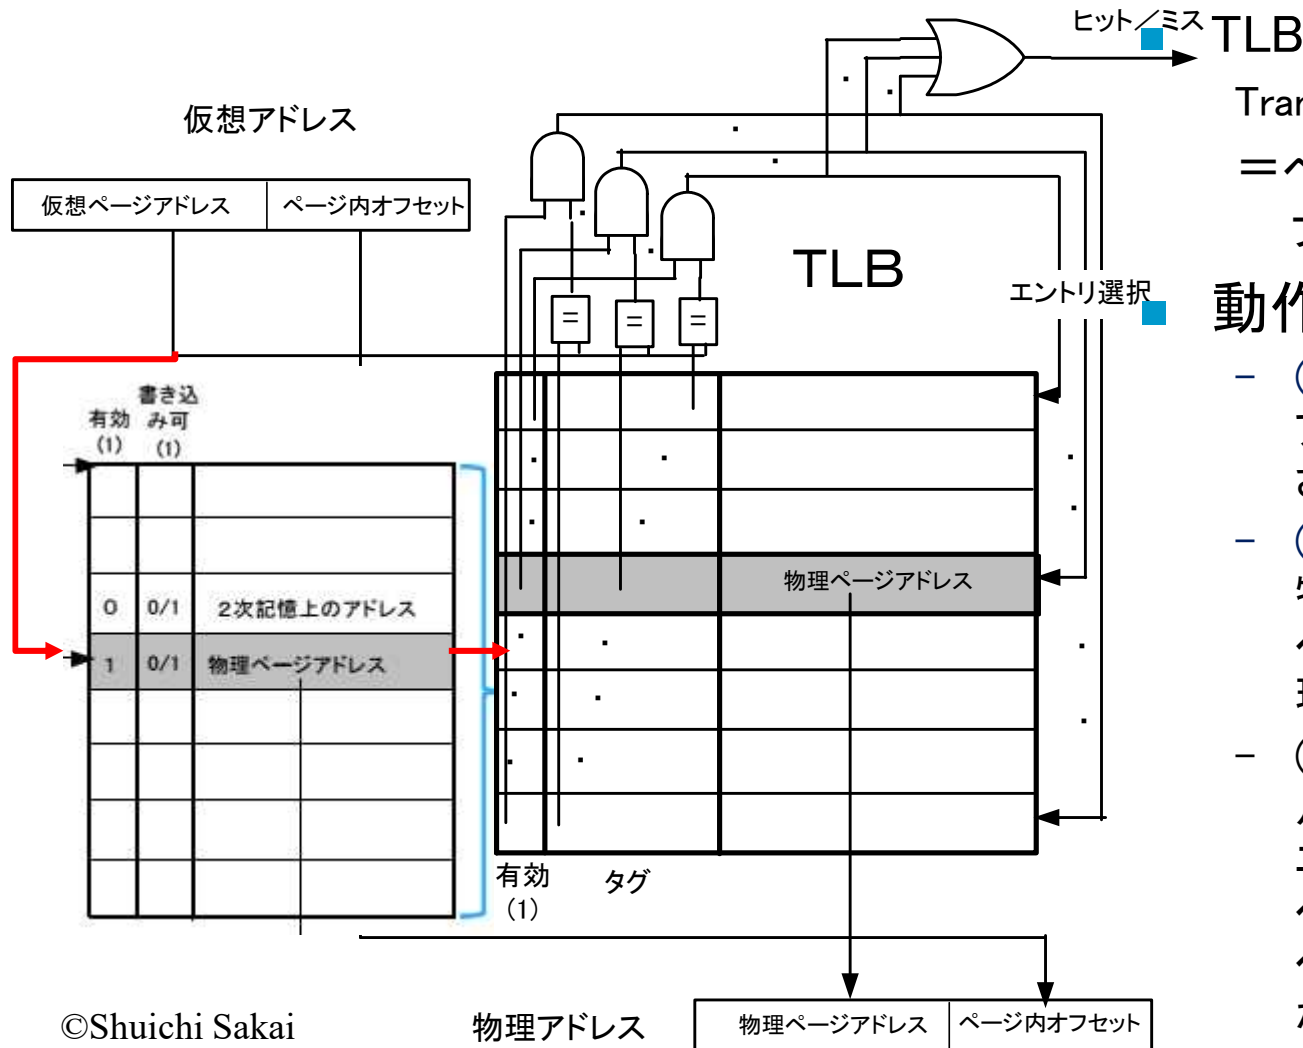 ヒット／ミス
TLB
仮想アドレス
仮想ページアドレス
ページ内オフセット
TLB
エントリ選択
動作
=
=
=
書き込
み可
(1)
有効
(1)
0
0/1
2次記憶上のアドレス
1
0/1
物理ページアドレス
物理ページアドレス
有効
(1)
タグ
©Shuichi Sakai
物理アドレス
物理ページアドレス
ページ内オフセット